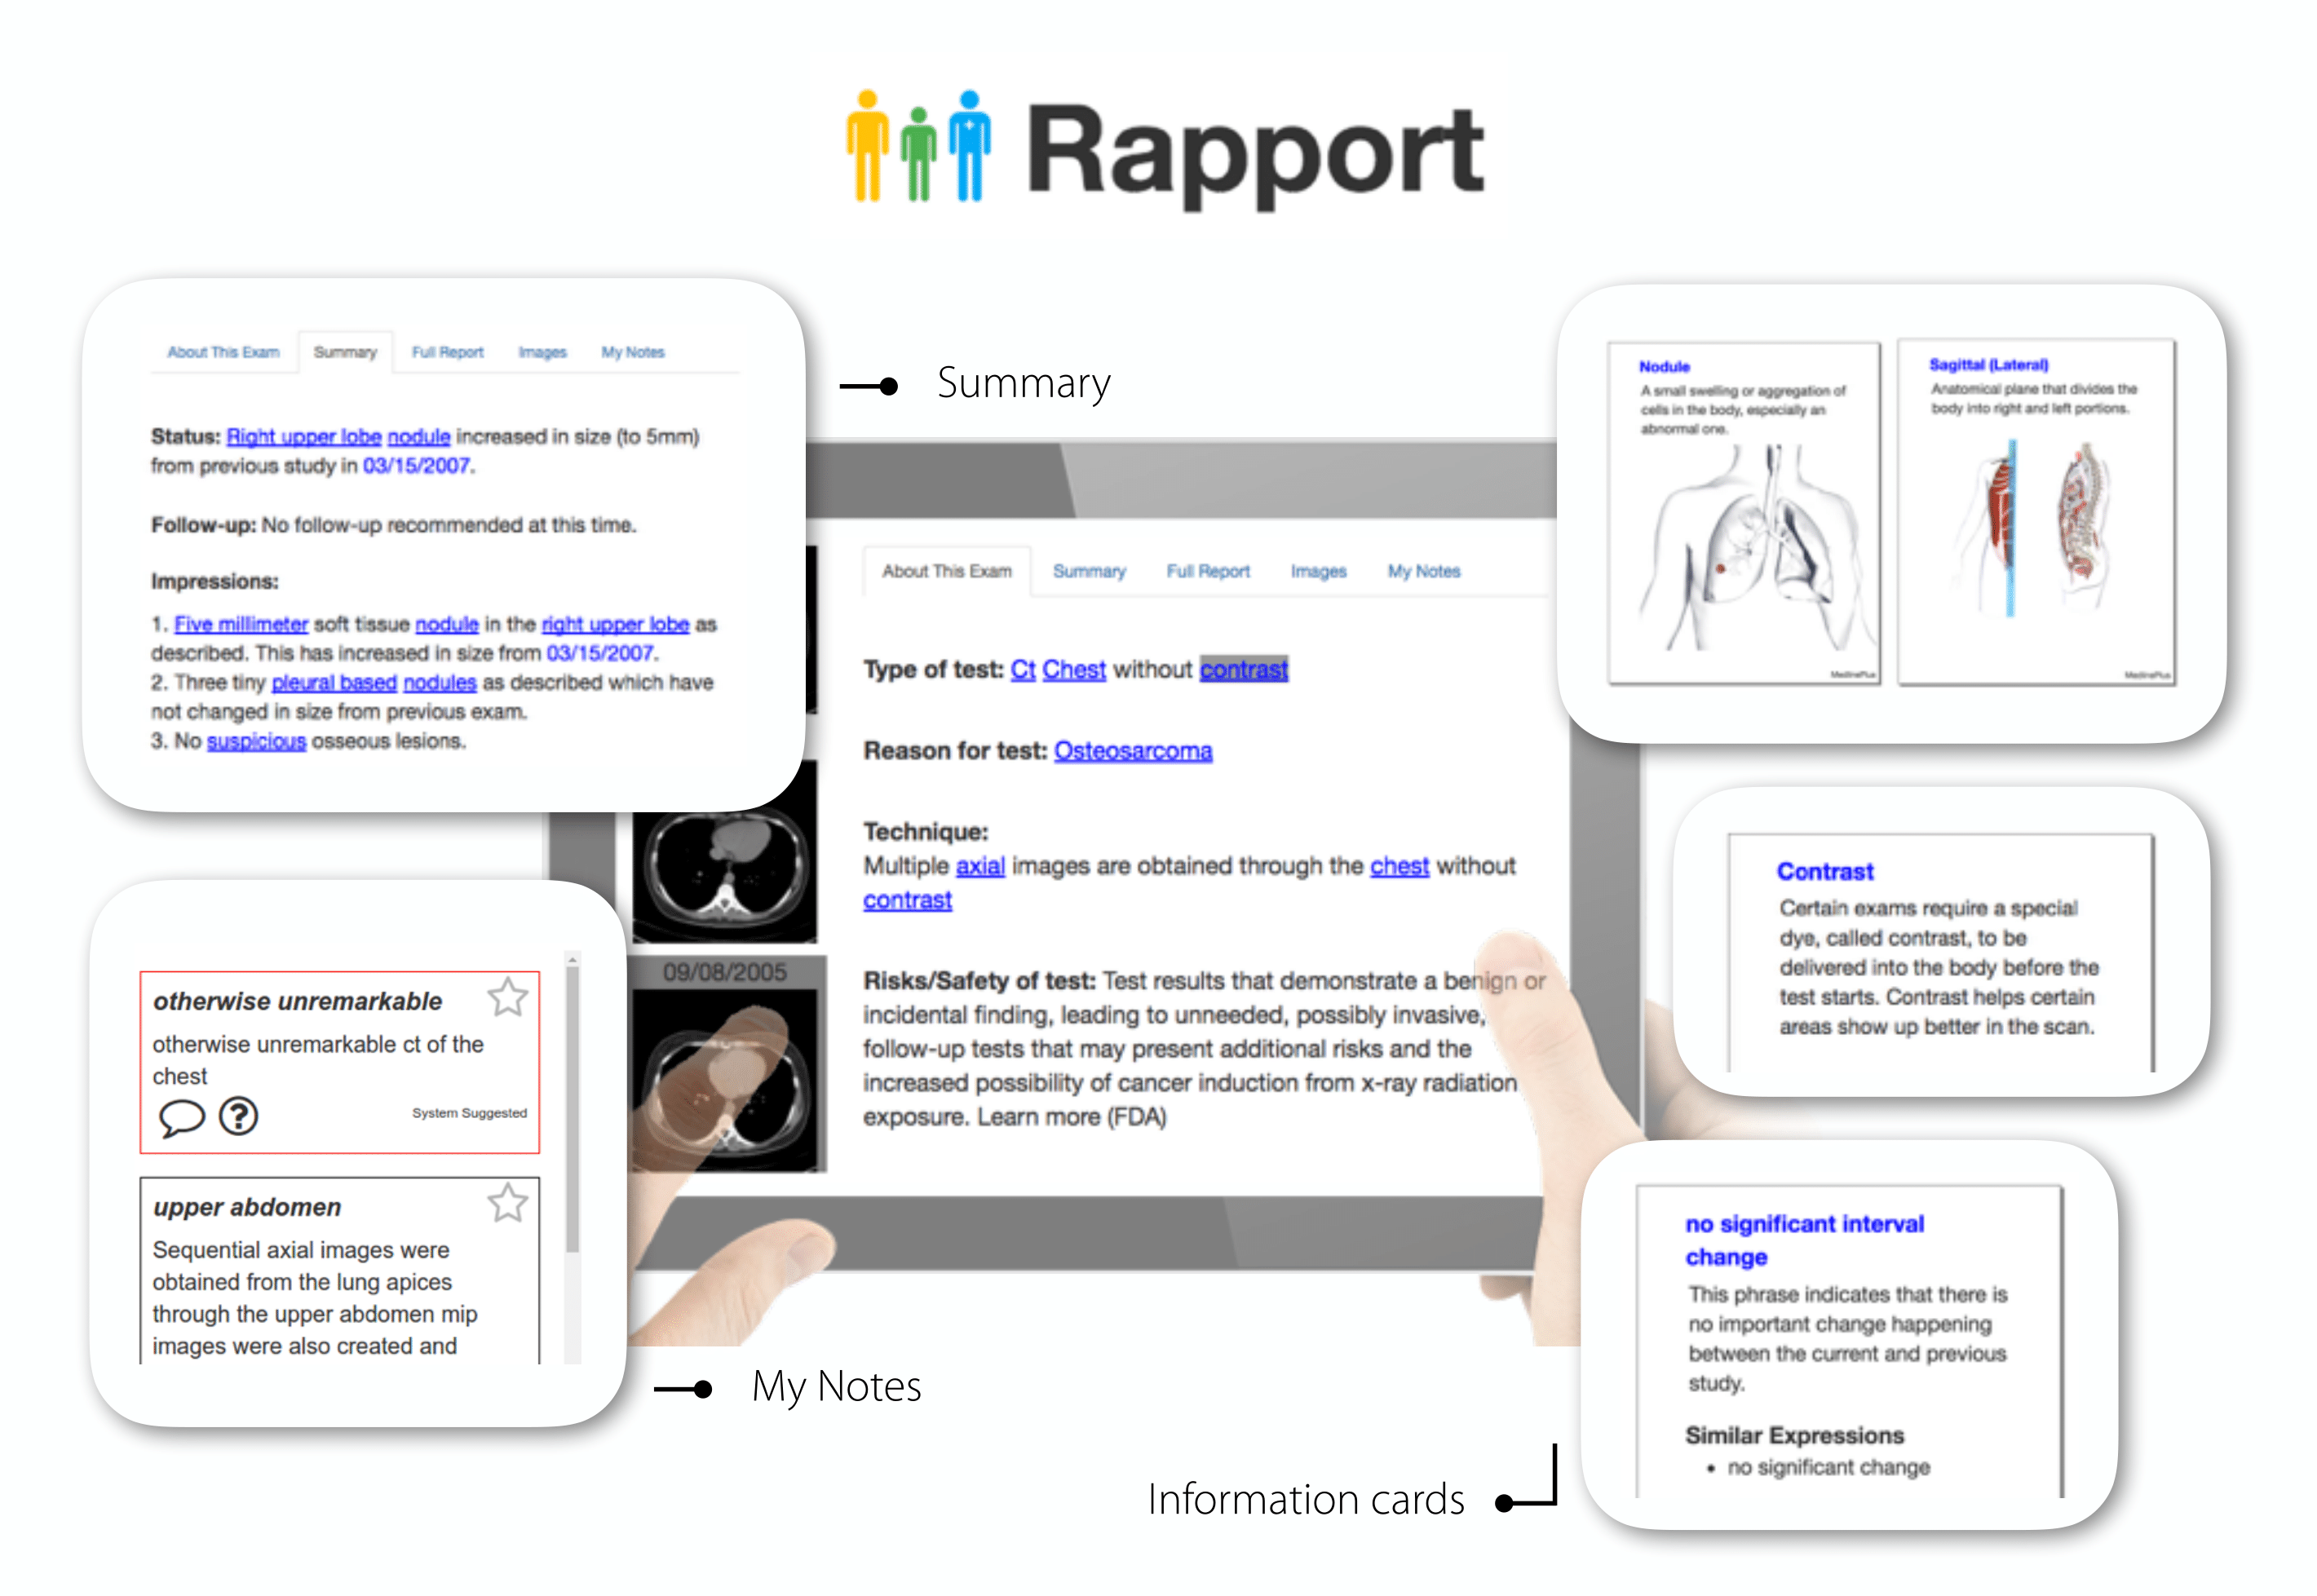 Rapport
About This Exam Summary Full Report Images My Notes
Status: Right upper lobe nodule increased in size (to 5mm)
from previous study in 03/15/2007.
Follow-up: No follow-up recommended at this time.
Impressions:
1. Five millimeter soft tissue nodule in the right upper lobe as
described. This has increased in size from 03/15/2007.
2. Three tiny pleural based nodules as described which have
not changed in size from previous exam.
3. No suspicious osseous lesions.
Summary
Nodule
A small swelling or aggregation of
cells in the body, especially an
abnormal one.
MedlinePlus
Sagittal (Lateral)
Anatomical plane that divides the
body into right and left portions.
MedlinePlus
About This Exam Summary Full Report Images My Notes
Type of test: Ct Chest without contrast
Reason for test: Osteosarcoma
Technique:
Multiple axial images are obtained through the chest without
contrast
Risks/Safety of test: Test results that demonstrate a benign or
incidental finding, leading to unneeded, possibly invasive,
follow-up tests that may present additional risks and the
increased possibility of cancer induction from x-ray radiation
exposure. Learn more (FDA)
09/08/2005
Contrast
Certain exams require a special
dye, called contrast, to be
delivered into the body before the
test starts. Contrast helps certain
areas show up better in the scan.
otherwise unremarkable
otherwise unremarkable ct of the
chest
System Suggested
upper abdomen
Sequential axial images were
obtained from the lung apices
through the upper abdomen mip
images were also created and
My Notes
no significant interval
change
This phrase indicates that there is
no important change happening
between the current and previous
study.
Similar Expressions
• no significant change
Information cards